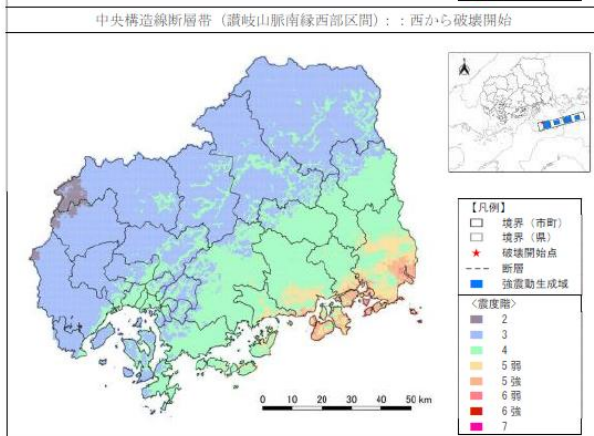 中央構造線断層帯（讃岐山脈南縁西部区間）：：西から破壊開始
【凡例】
境界（市町）
境界（県）
破壊開始点
断層
強震動生成域
〈震度階〉
2
3
4
5 弱
5 強
6 弱
6 強
7
0 10 20 30 40 50 km